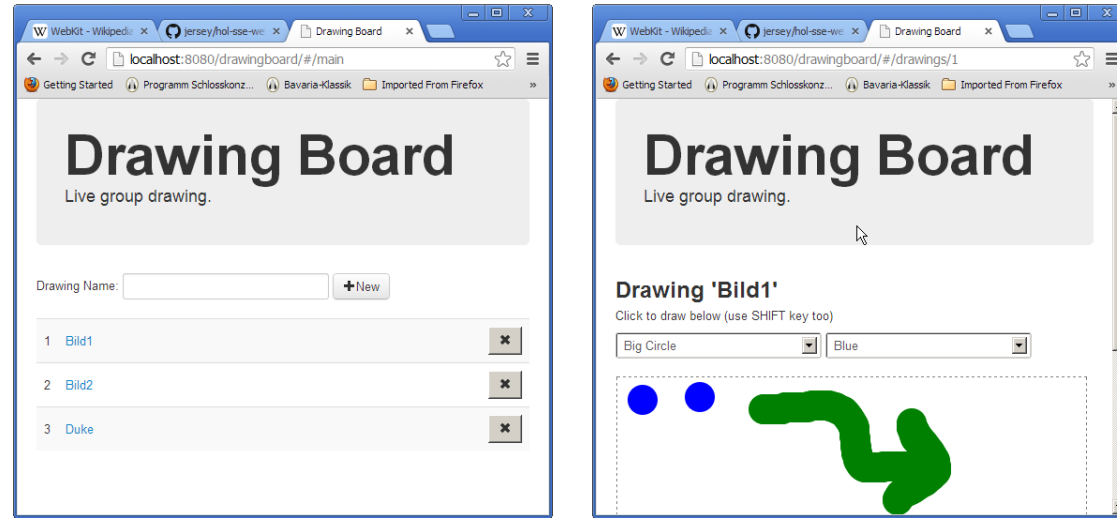 WebKit - Wikipedia
jersey/hol-sse-we
Drawing Board
localhost:8080/drawingboard/#/main
Getting Started
Programm Schlosskonz...
Bavaria-Klassik
Imported From Firefox
»
Drawing Board
Live group drawing.
Drawing Name:
New
1 Bild1
2 Bild2
3 Duke
WebKit - Wikipedia
jersey/hol-sse-we
Drawing Board
localhost:8080/drawingboard/#/drawings/1
Getting Started
Programm Schlosskonz...
Bavaria-Klassik
Imported From Firefox
»
Drawing Board
Live group drawing.
Drawing 'Bild1'
Click to draw below (use SHIFT key too)
Big Circle
Blue